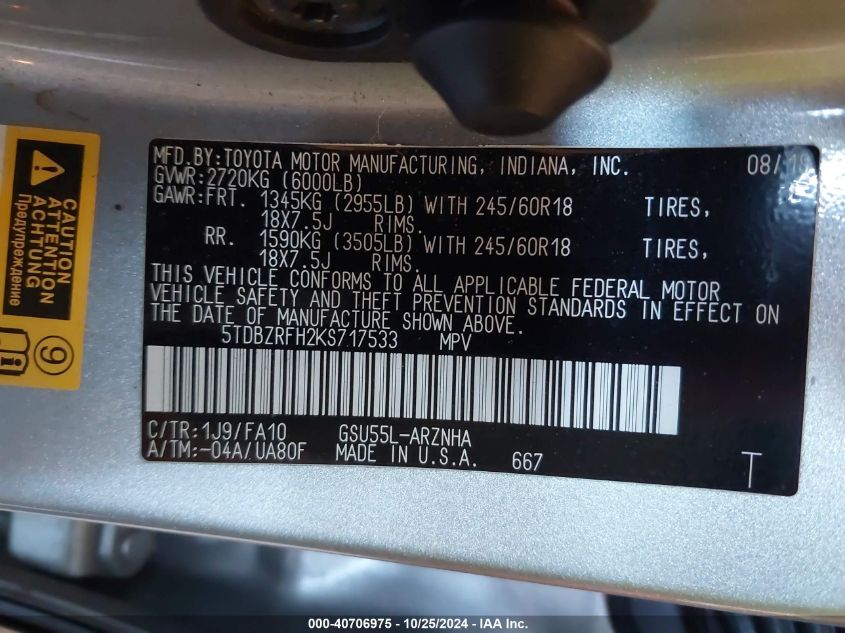 MFD.BY:TOYOTA MOTOR MANUFACTURING, INDIANA, INC. 08/18
GVWR:2720KG (6000LB)
GAWR:FRT. 1345KG (2955LB) WITH 245/60R18 TIRES,
18X7.5J RIMS.
RR. 1590KG (3505LB) WITH 245/60R18 TIRES,
18X7.5J RIMS.
THIS VEHICLE CONFORMS TO ALL APPLICABLE FEDERAL MOTOR
VEHICLE SAFETY AND THEFT PREVENTION STANDARDS IN EFFECT ON
THE DATE OF MANUFACTURE SHOWN ABOVE.
5TDBZRFH2KS717533 MPV
C/TR:1J9/FA10 GSU55L-ARZNHA
A/TM:-04A/UA80F MADE IN U.S.A. 667 T
CAUTION
ATTENTION
ACHTUNG
Предупреждение
9
000-40706975 - 10/25/2024 - IAA Inc.